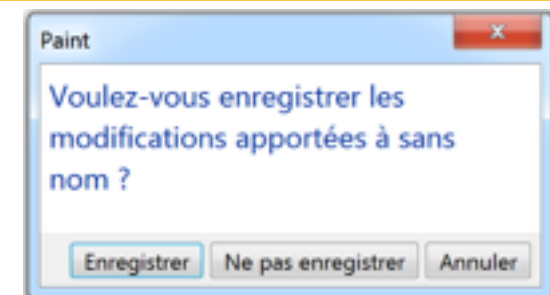 Paint
Voulez-vous enregistrer les
modifications apportées à sans
nom ?
Enregistrer Ne pas enregistrer Annuler